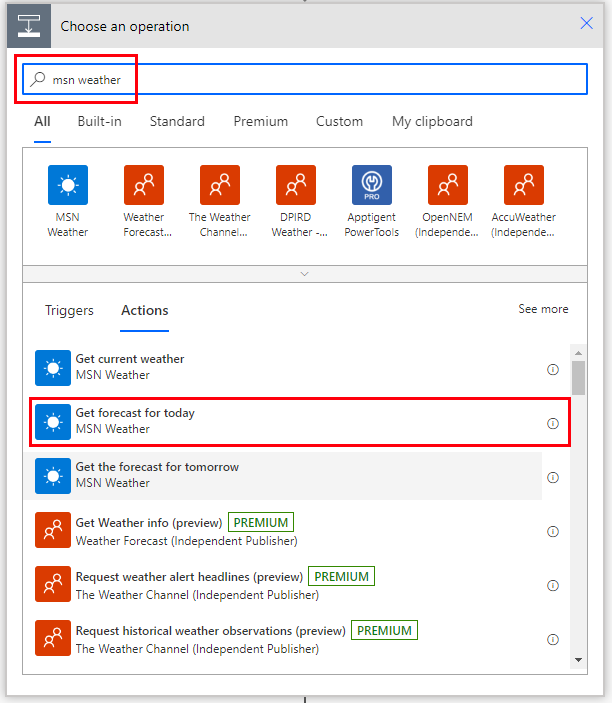 Choose an operation
msn weather
All Built-in Standard Premium Custom My clipboard
MSN Weather
Weather Forecast...
The Weather Channel...
DPIRD Weather -...
PRO
Apptigent PowerTools
OpenNEM (Independe...
AccuWeather (Independe...
Triggers Actions See more
Get current weather
MSN Weather
Get forecast for today
MSN Weather
Get the forecast for tomorrow
MSN Weather
Get Weather info (preview) PREMIUM
Weather Forecast (Independent Publisher)
Request weather alert headlines (preview) PREMIUM
The Weather Channel (Independent Publisher)
Request historical weather observations (preview) PREMIUM
The Weather Channel (Independent Publisher)